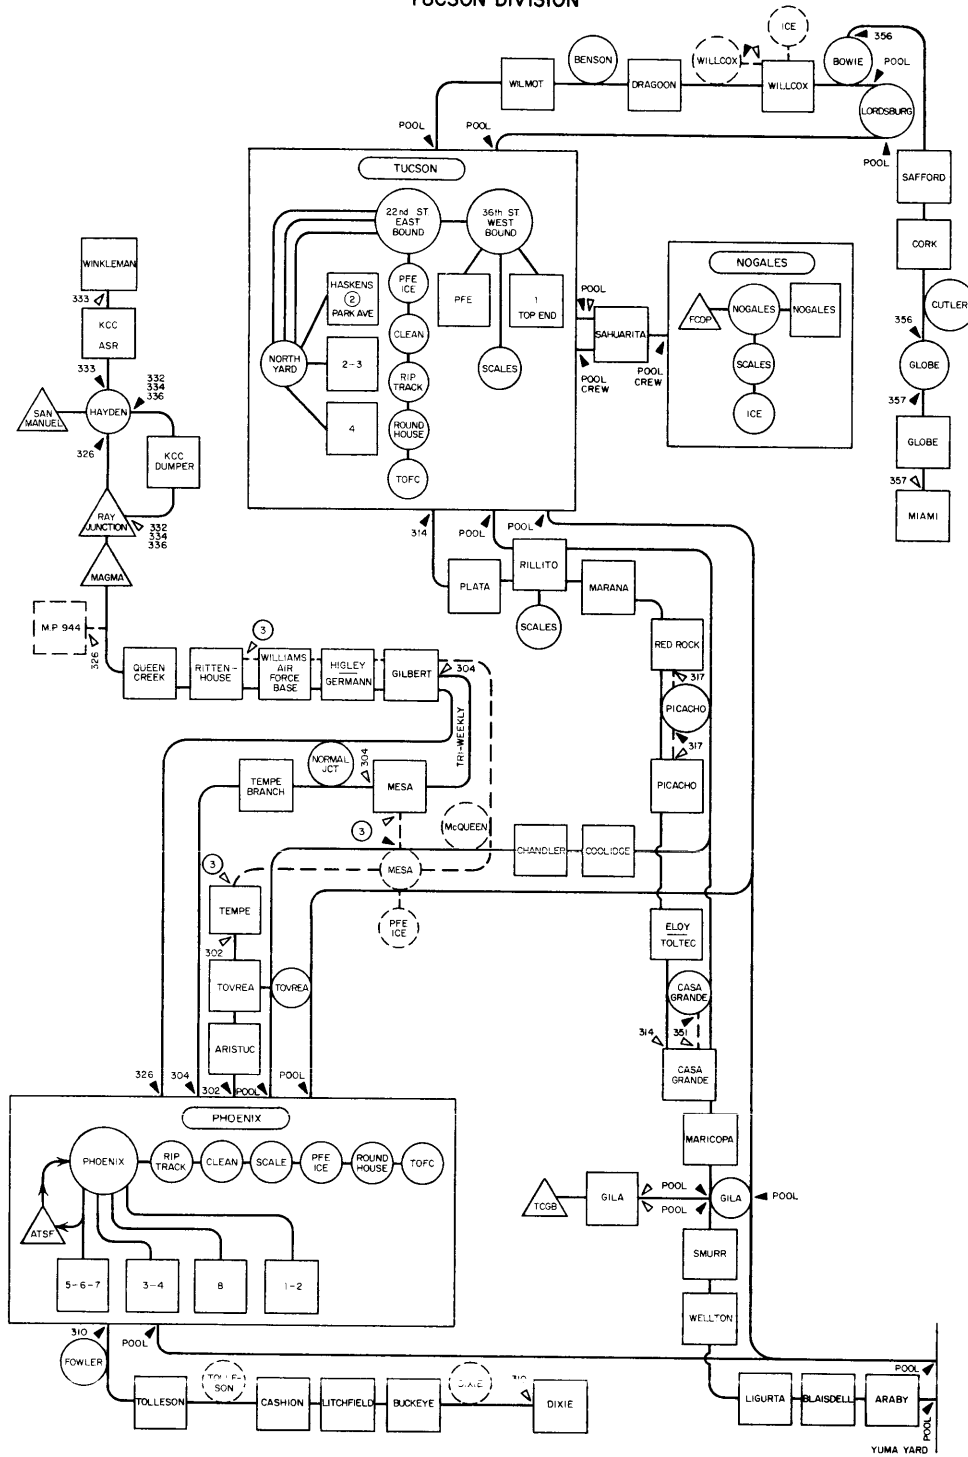 TUCSON DIVISION
ICE
356
BENSON
WILLCOX
BOWIE
POOL
WILMOT
DRAGOON
WILLCOX
LORDSBURG
POOL
POOL
POOL
TUCSON
SAFFORD
22nd ST.
EAST
BOUND
36th ST.
WEST
BOUND
CORK
WINKLEMAN
NOGALES
333
HASKENS
2
PARK AVE
PFE
ICE
PFE
1
TOP END
POOL
FCDP
NOGALES
NOGALES
CUTLER
KCC
ASR
CLEAN
SAHUARITA
356
NORTH
YARD
2-3
SCALES
SCALES
GLOBE
333
332
334
336
RIP
TRACK
POOL
CREW
POOL
CREW
357
SAN
MANUEL
HAYDEN
4
ROUND
HOUSE
ICE
326
KCC
DUMPER
GLOBE
TOFC
357
RAY
JUNCTION
332
334
336
MIAMI
314
POOL
POOL
MAGMA
RILLITO
PLATA
MARANA
M.P 944
326
SCALES
3
RED ROCK
QUEEN
CREEK
RITTEN-
HOUSE
WILLIAMS
AIR
FORCE
BASE
HIGLEY
GERMANN
GILBERT
304
317
PICACHO
TRI-WEEKLY
317
NORMAL
JCT
304
TEMPE
BRANCH
MESA
PICACHO
3
McQUEEN
CHANDLER
COOLIDGE
3
MESA
TEMPE
PFE
ICE
ELOY
TOLTEC
302
TOVREA
TOVREA
CASA
GRANDE
314
351
ARISTUC
CASA
GRANDE
326
304
302
POOL
POOL
PHOENIX
MARICOPA
PHOENIX
RIP
TRACK
CLEAN
SCALE
PFE
ICE
ROUND
HOUSE
TOFC
TCGB
GILA
POOL
POOL
GILA
POOL
ATSF
SMURR
5-6-7
3-4
8
1-2
WELLTON
310
POOL
FOWLER
POOL
TOLLE-
SON
DIXIE
310
TOLLESON
CASHION
LITCHFIELD
BUCKEYE
DIXIE
LIGURTA
BLAISDELL
ARABY
POOL
YUMA YARD